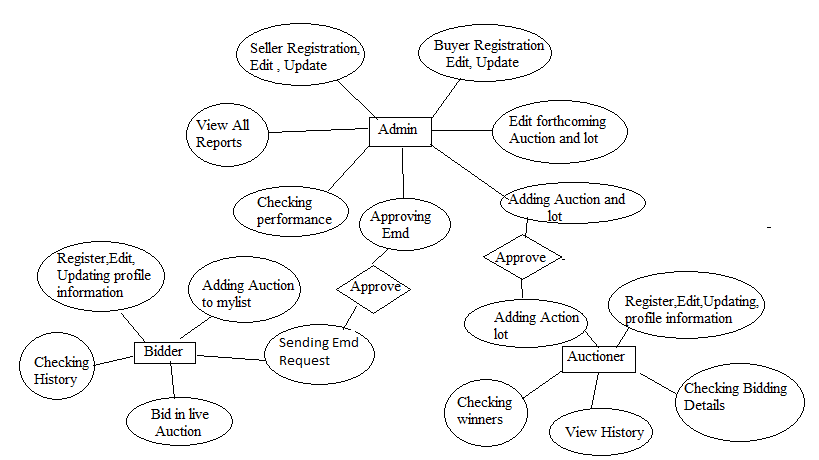 Seller Registration,
Edit , Update
Buyer Registration
Edit, Update
View All
Reports
Admin
Edit forthcoming
Auction and lot
Checking
performance
Approving
Emd
Adding Auction and
lot
Register,Edit,
Updating profile
information
Adding Auction
to mylist
Approve
Approve
Register,Edit,Updating,
profile information
Adding Action
lot
Bidder
Sending Emd
Request
Auctioner
Checking
History
Checking Bidding
Details
Bid in live
Auction
Checking
winners
View History